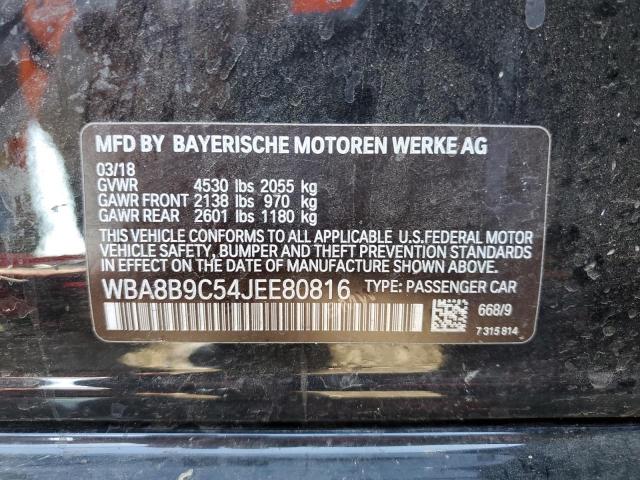 MFD BY BAYERISCHE MOTOREN WERKE AG
03/18
GVWR 4530 lbs 2055 kg
GAWR FRONT 2138 lbs 970 kg
GAWR REAR 2601 lbs 1180 kg
THIS VEHICLE CONFORMS TO ALL APPLICABLE U.S.FEDERAL MOTOR
VEHICLE SAFETY, BUMPER AND THEFT PREVENTION STANDARDS
IN EFFECT ON THE DATE OF MANUFACTURE SHOWN ABOVE.
WBA8B9C54JEE80816 TYPE: PASSENGER CAR
668/9
7 315 814